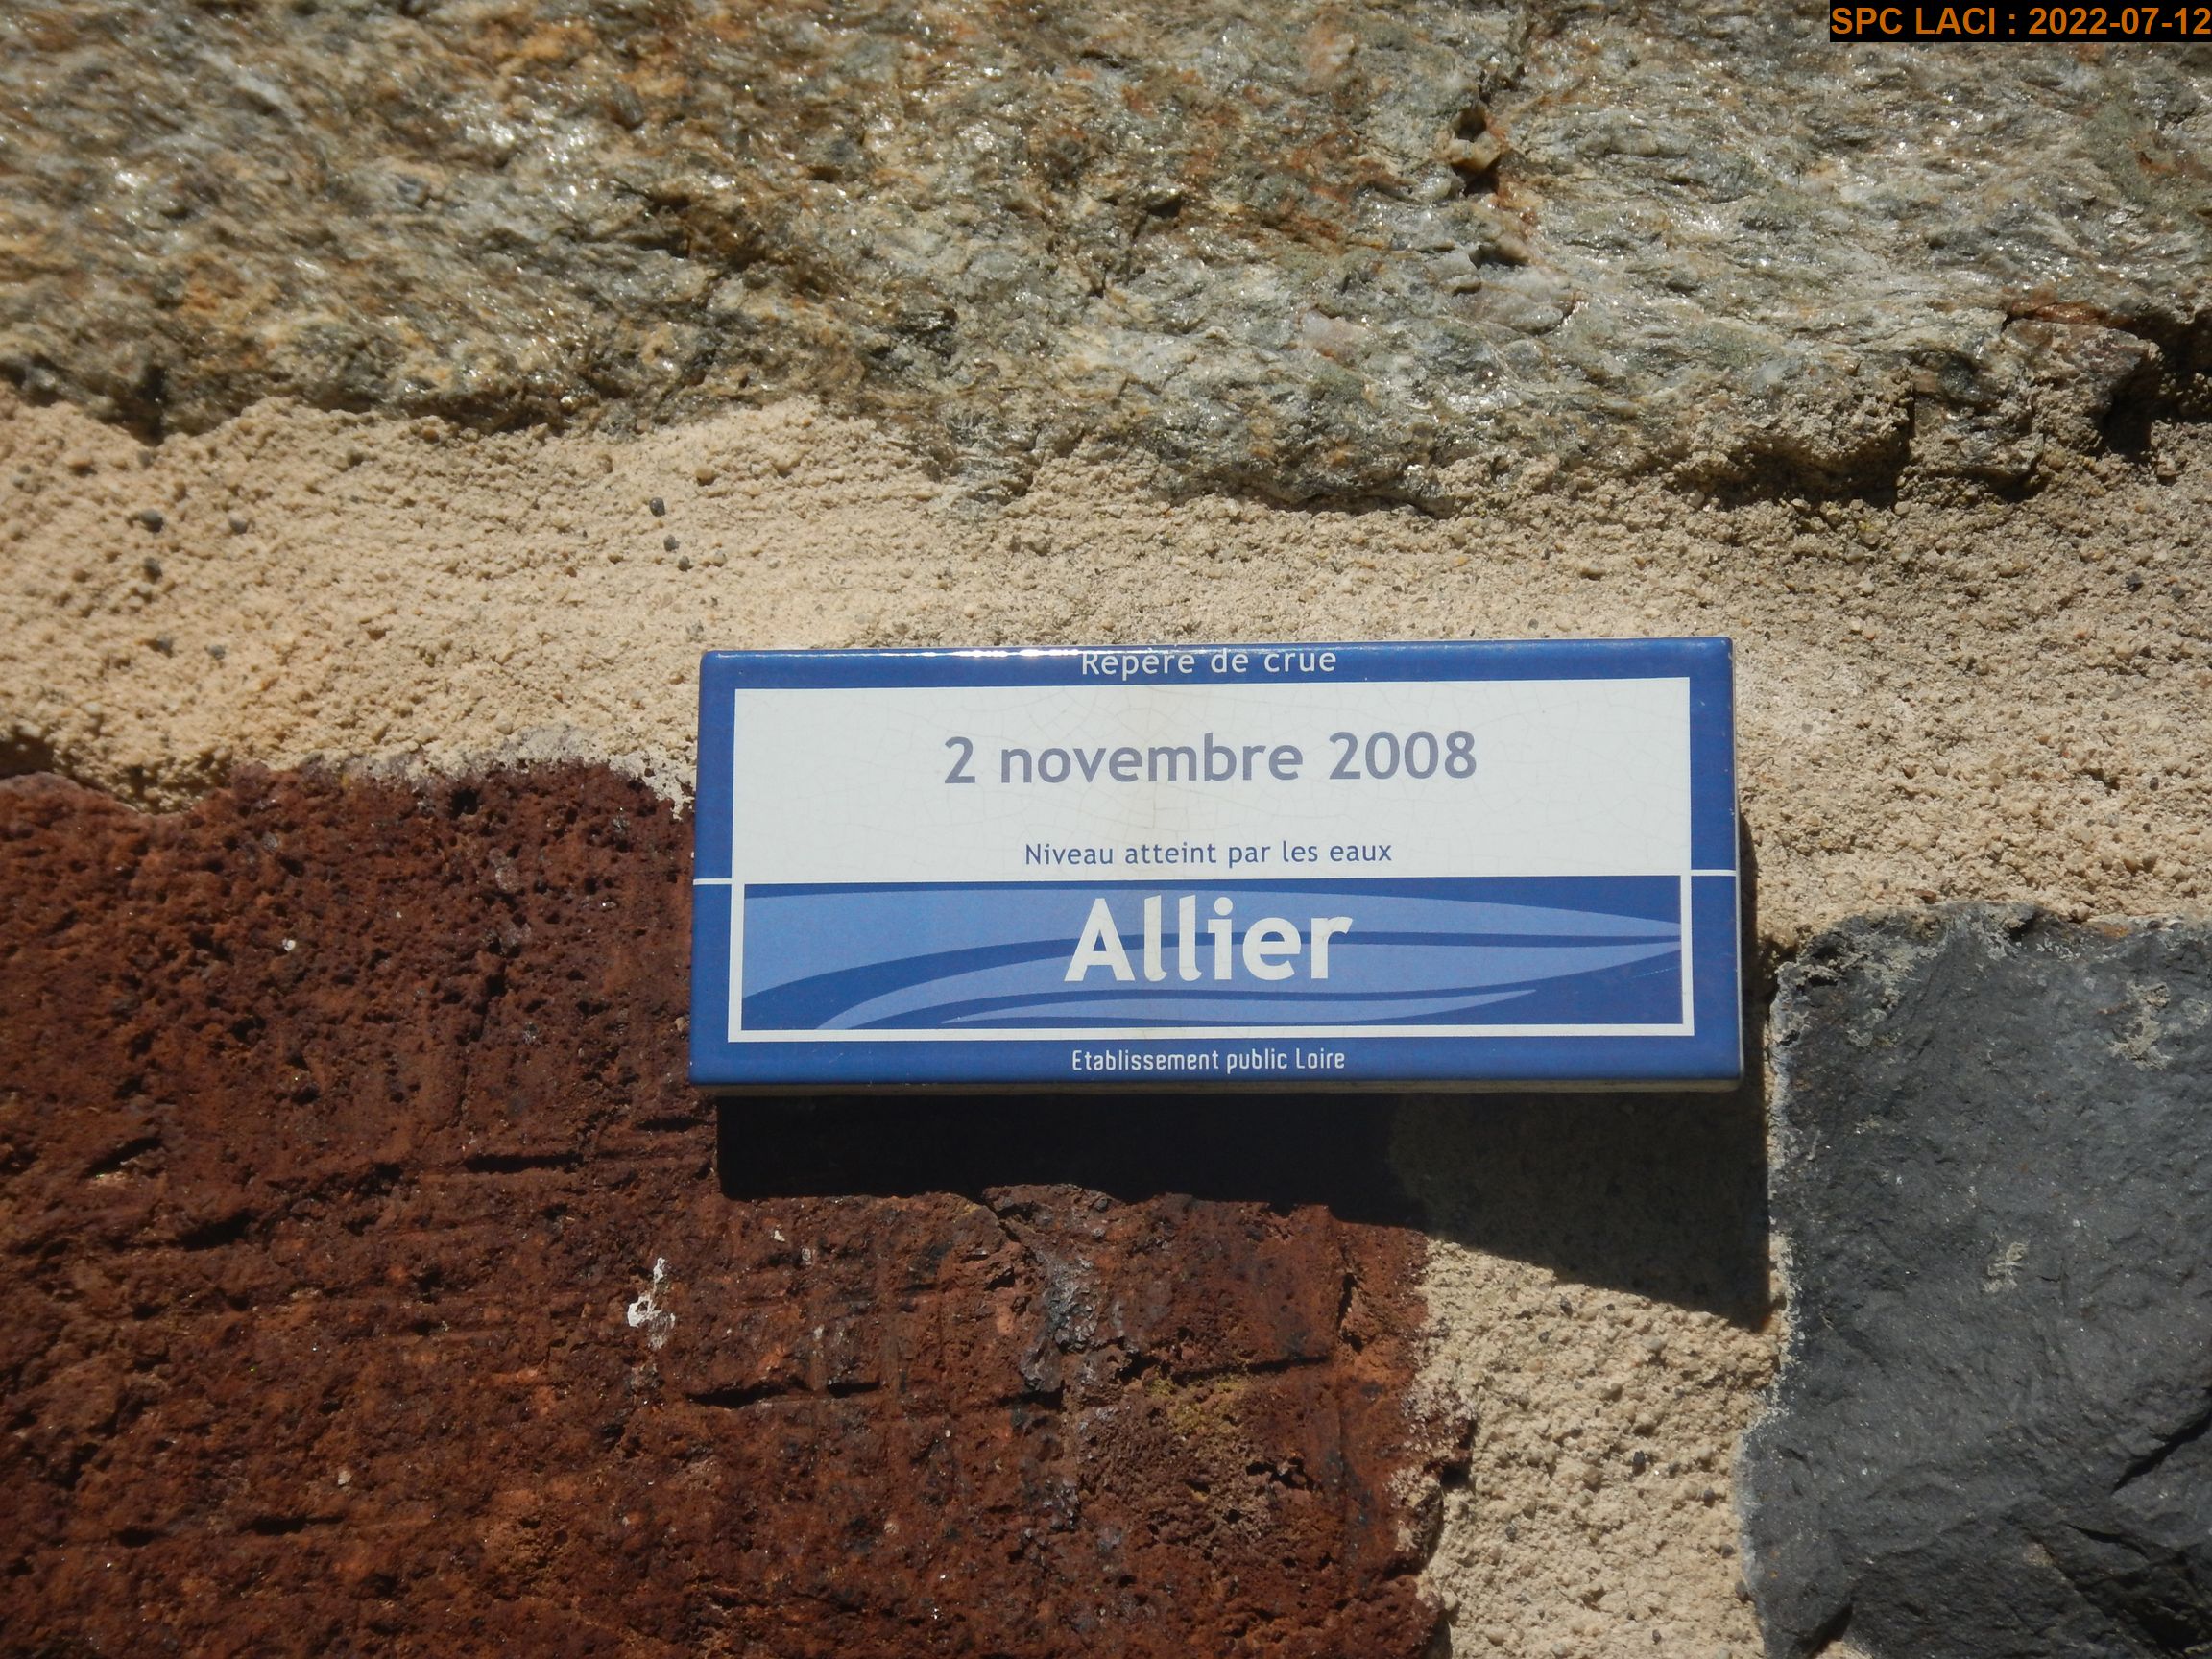 SPC LACI : 2022-07-12
Repère de crue
2 novembre 2008
Niveau atteint par les eaux
Allier
Etablissement public Loire